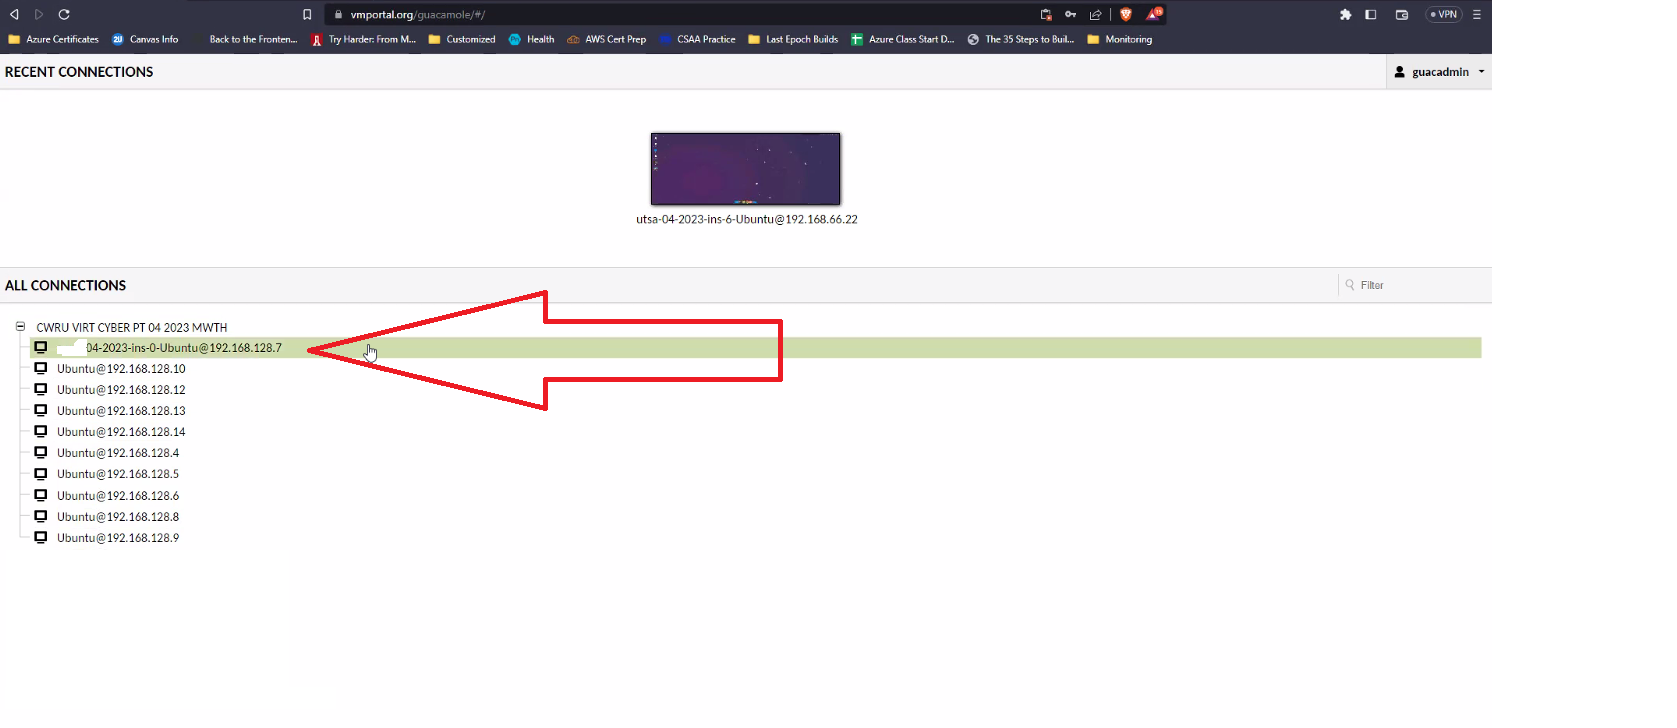 vmportal.org/guacamole/#/
15
VPN
Azure Certificates
2U Canvas Info
Back to the Fronten...
Try Harder: From M...
Customized
Health
AWS Cert Prep
CSAA Practice
Last Epoch Builds
Azure Class Start D...
The 35 Steps to Buil...
Monitoring
RECENT CONNECTIONS
guacadmin
utsa-04-2023-ins-6-Ubuntu@192.168.66.22
ALL CONNECTIONS
Filter
CWRU VIRT CYBER PT 04 2023 MWTH
04-2023-ins-0-Ubuntu@192.168.128.7
Ubuntu@192.168.128.10
Ubuntu@192.168.128.12
Ubuntu@192.168.128.13
Ubuntu@192.168.128.14
Ubuntu@192.168.128.4
Ubuntu@192.168.128.5
Ubuntu@192.168.128.6
Ubuntu@192.168.128.8
Ubuntu@192.168.128.9